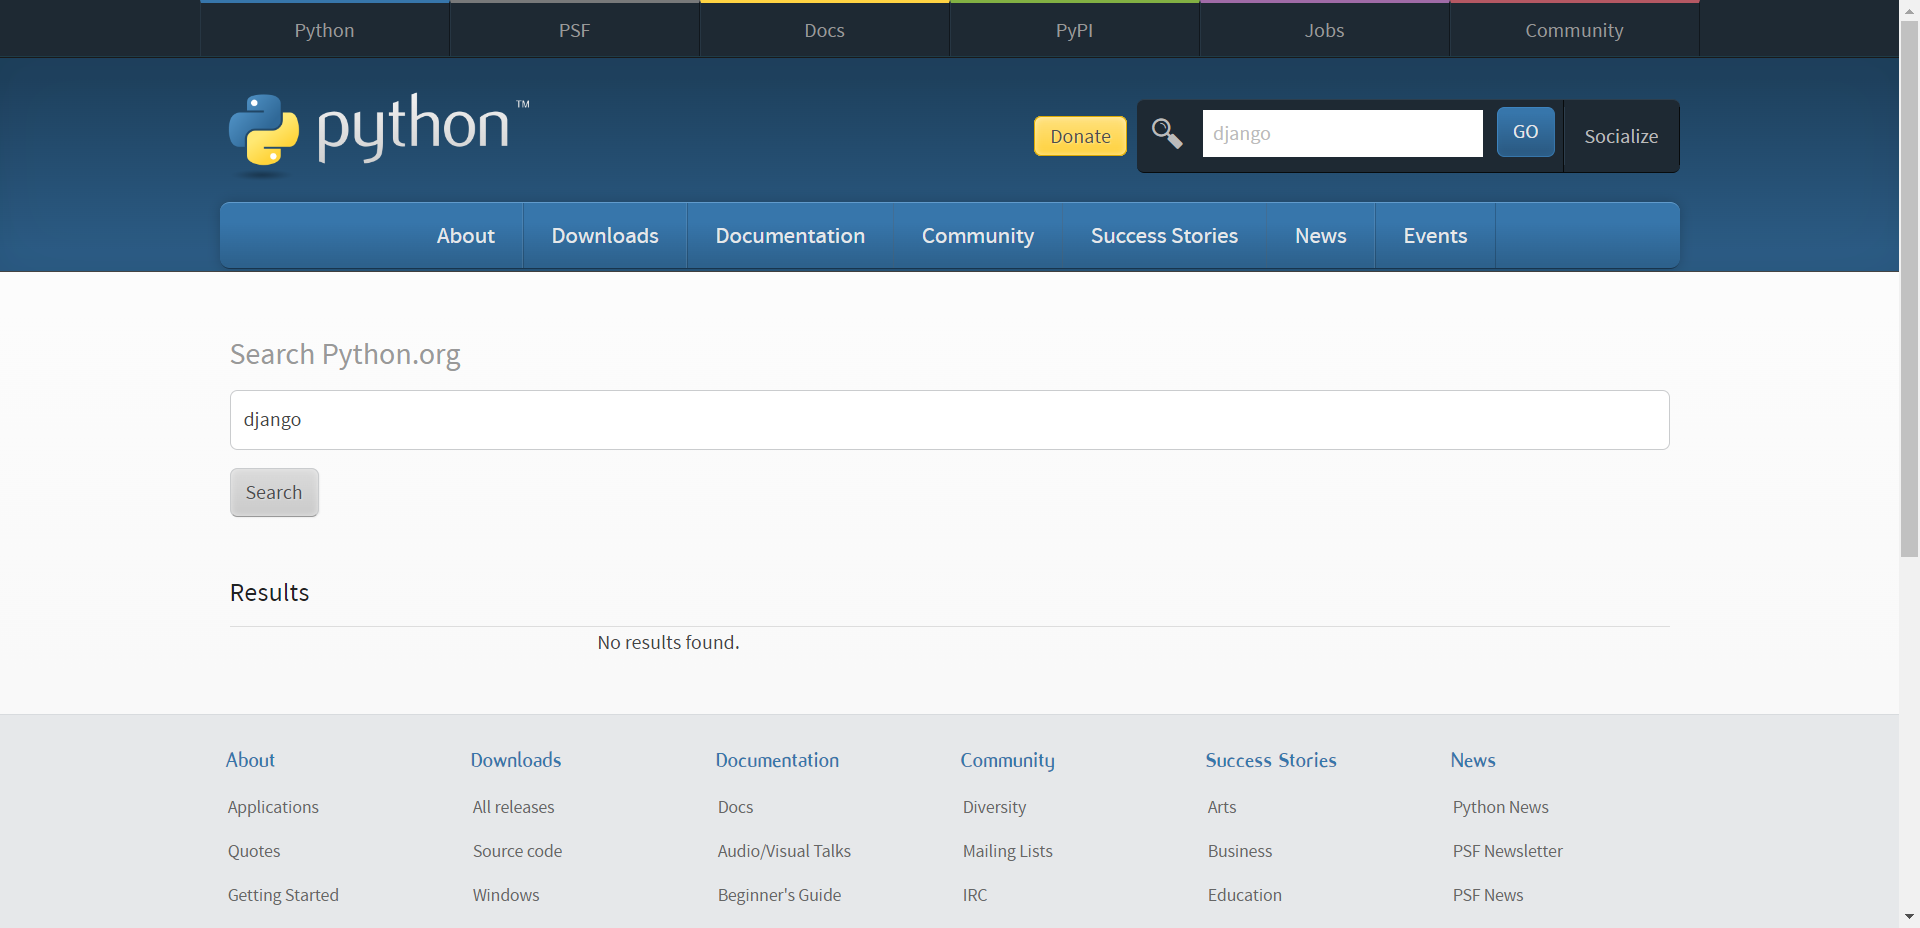 Python PSF Docs PyPI Jobs Community
python™
Donate django GO Socialize
About Downloads Documentation Community Success Stories News Events
Search Python.org
django
Search
Results
No results found.
About Downloads Documentation Community Success Stories News
Applications All releases Docs Diversity Arts Python News
Quotes Source code Audio/Visual Talks Mailing Lists Business PSF Newsletter
Getting Started Windows Beginner's Guide IRC Education PSF News